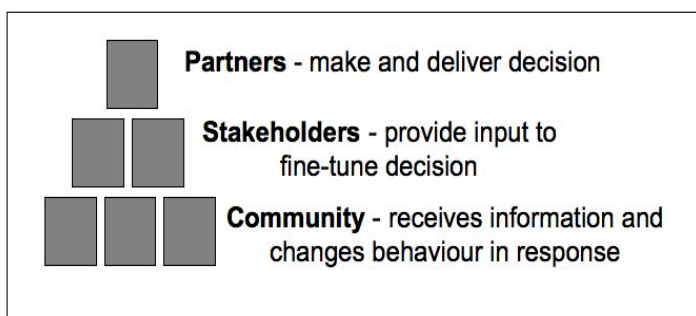 Partners - make and deliver decision
Stakeholders - provide input to
fine-tune decision
Community - receives information and
changes behaviour in response